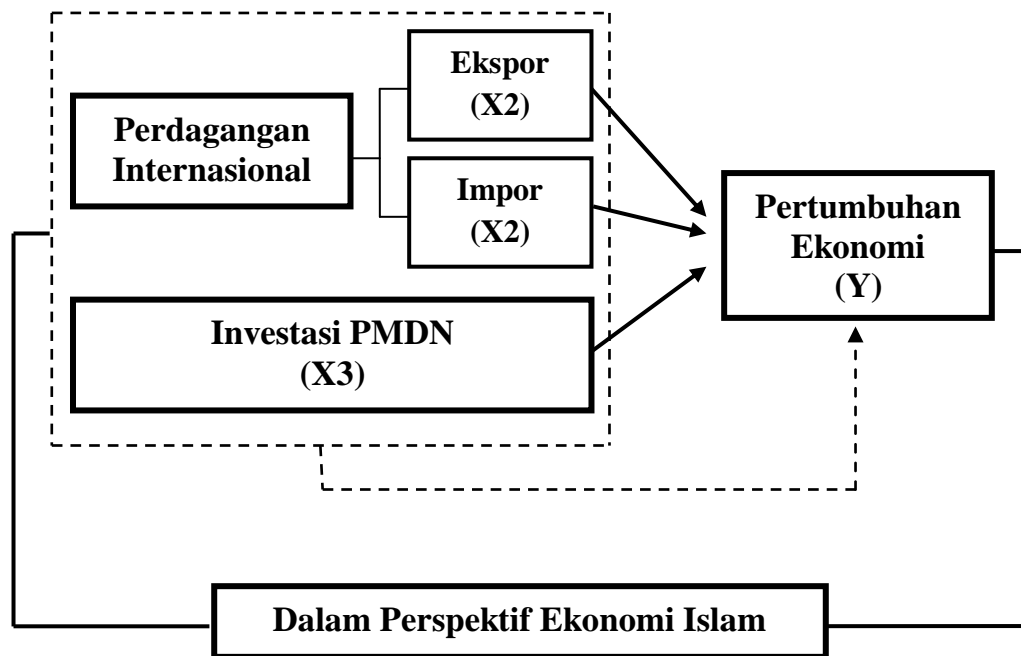 Ekspor
(X2)
Perdagangan
Internasional
Impor
(X2)
Pertumbuhan
Ekonomi
(Y)
Investasi PMDN
(X3)
Dalam Perspektif Ekonomi Islam